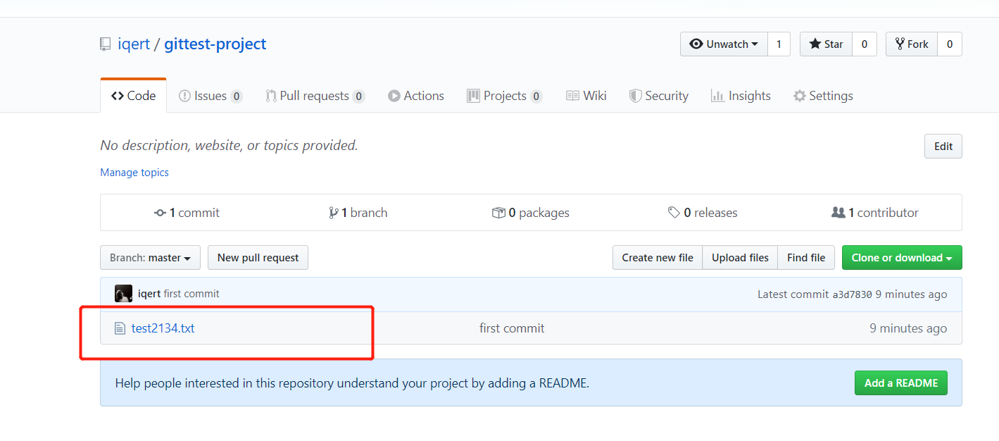 iqert / gittest-project
Unwatch 1 Star 0 Fork 0
Code Issues 0 Pull requests 0 Actions Projects 0 Wiki Security Insights Settings
No description, website, or topics provided.
Edit
Manage topics
1 commit 1 branch 0 packages 0 releases 1 contributor
Branch: master New pull request Create new file Upload files Find file Clone or download
iqert first commit Latest commit a3d7830 9 minutes ago
test2134.txt first commit 9 minutes ago
Help people interested in this repository understand your project by adding a README. Add a README